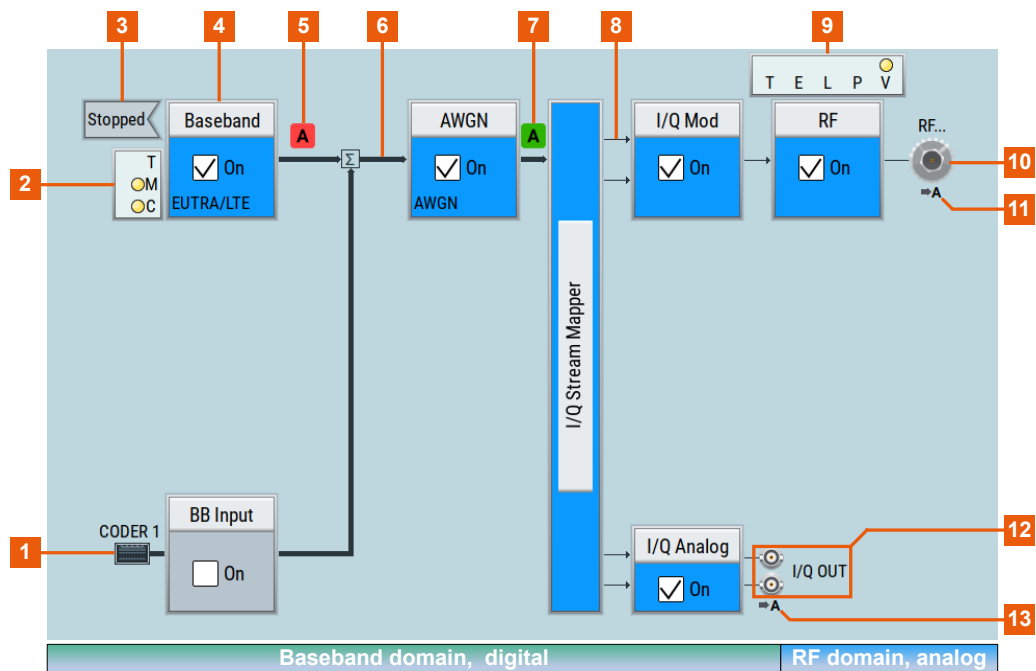 3
4
5
6
7
8
9
T E L P V
Stopped
Baseband
On
EUTRA/LTE
A
Σ
AWGN
On
AWGN
A
I/Q Mod
On
RF
On
RF...
10
➡A
11
2
T
M
C
I/Q Stream Mapper
CODER 1
1
BB Input
On
I/Q Analog
On
I/Q OUT
12
➡A
13
Baseband domain, digital
RF domain, analog